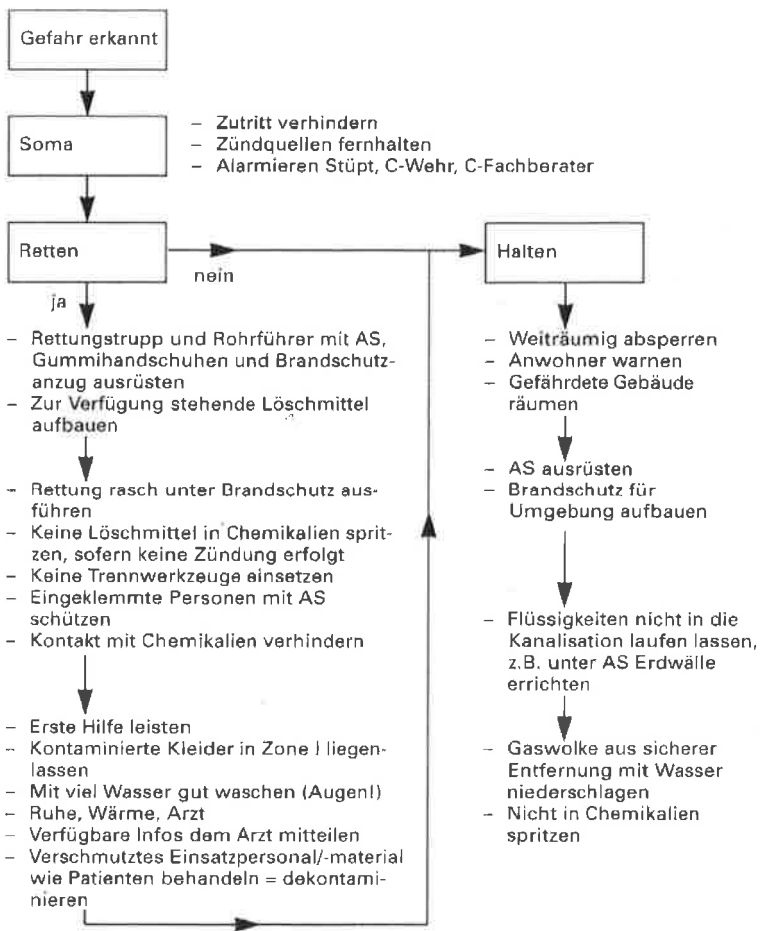 Gefahr erkannt
Soma
– Zutritt verhindern
– Zündquellen fernhalten
– Alarmieren Stüpt, C-Wehr, C-Fachberater
Retten
nein
ja
– Rettungstrupp und Rohrführer mit AS,
Gummihandschuhen und Brandschutz-
anzug ausrüsten
– Zur Verfügung stehende Löschmittel
aufbauen
– Rettung rasch unter Brandschutz aus-
führen
– Keine Löschmittel in Chemikalien sprit-
zen, sofern keine Zündung erfolgt
– Keine Trennwerkzeuge einsetzen
– Eingeklemmte Personen mit AS
schützen
– Kontakt mit Chemikalien verhindern
– Erste Hilfe leisten
– Kontaminierte Kleider in Zone I liegen-
lassen
– Mit viel Wasser gut waschen (Augen!)
– Ruhe, Wärme, Arzt
– Verfügbare Infos dem Arzt mitteilen
– Verschmutztes Einsatzpersonal/-material
wie Patienten behandeln = dekontami-
nieren
Halten
– Weiträumig absperren
– Anwohner warnen
– Gefährdete Gebäude
räumen
– AS ausrüsten
– Brandschutz für
Umgebung aufbauen
– Flüssigkeiten nicht in die
Kanalisation laufen lassen,
z.B. unter AS Erdwälle
errichten
– Gaswolke aus sicherer
Entfernung mit Wasser
niederschlagen
– Nicht in Chemikalien
spritzen